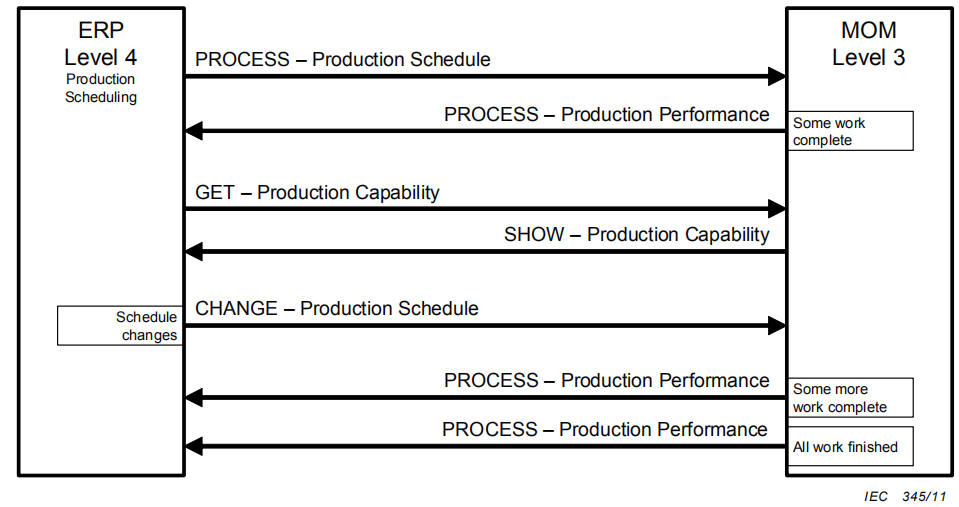 ERP
Level 4
Production
Scheduling
MOM
Level 3
PROCESS – Production Schedule
PROCESS – Production Performance
Some work
complete
GET – Production Capability
SHOW – Production Capability
Schedule
changes
CHANGE – Production Schedule
PROCESS – Production Performance
Some more
work complete
PROCESS – Production Performance
All work finished
IEC 345/11